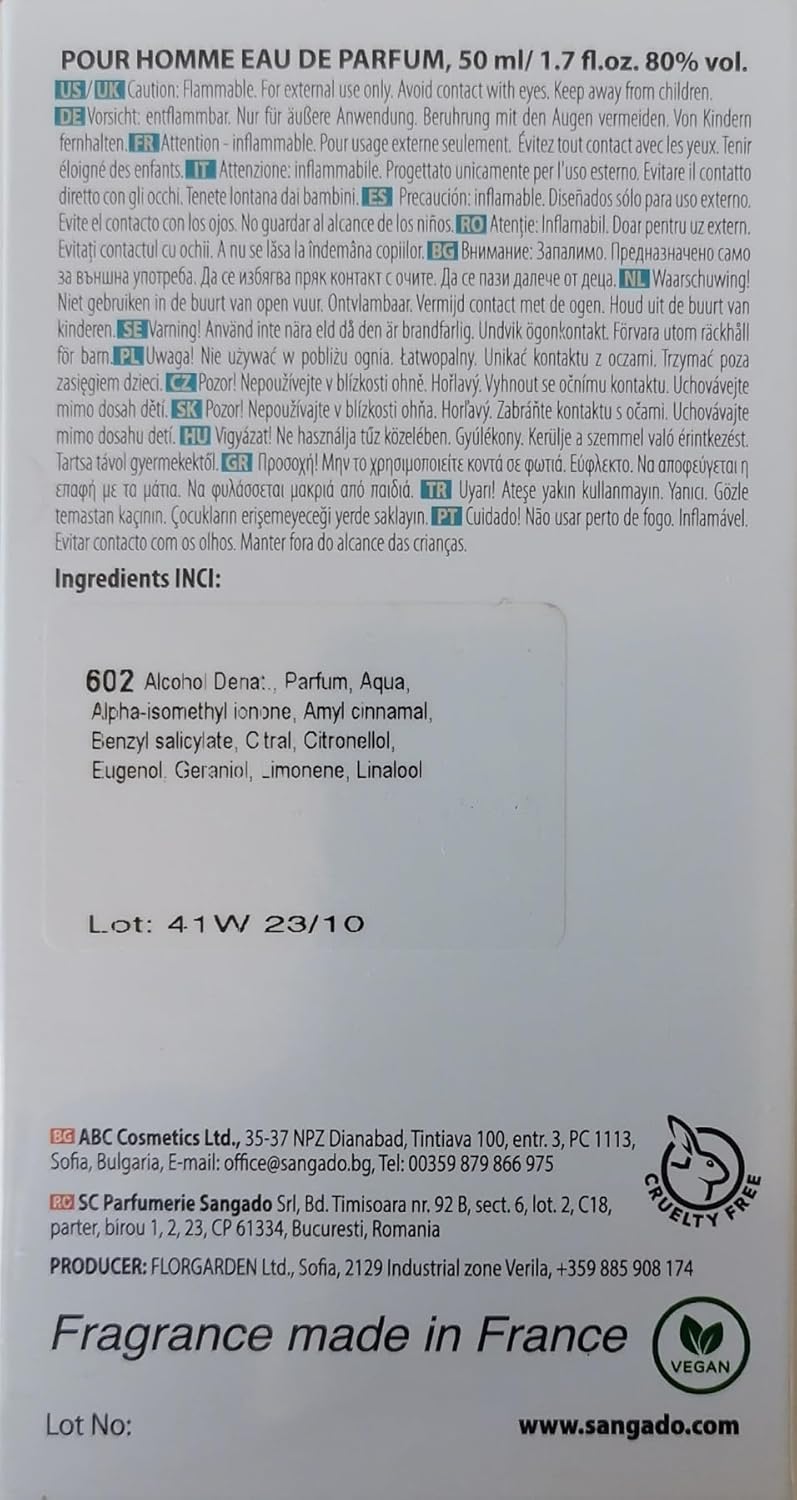 POUR HOMME EAU DE PARFUM, 50 ml/ 1.7 fl.oz. 80% vol.
US/UK Caution: Flammable. For external use only. Avoid contact with eyes. Keep away from children.
DE Vorsicht: entflammbar. Nur für äußere Anwendung. Beruhrung mit den Augen vermeiden. Von Kindern
fernhalten. FR Attention - inflammable. Pour usage externe seulement. Évitez tout contact avec les yeux. Tenir
éloigné des enfants. IT Attenzione: inflammabile. Progettato unicamente per l'uso esterno. Evitare il contatto
diretto con gli occhi. Tenete lontana dai bambini. ES Precaución: inflamable. Diseñados sólo para uso externo.
Evite el contacto con los ojos. No guardar al alcance de los niños. RO Atenţie: Inflamabil. Doar pentru uz extern.
Evitaţi contactul cu ochii. A nu se lăsa la îndemâna copiilor. BG Внимание: Запалимо. Предназначено само
за външна употреба. Да се избягва пряк контакт с очите. Да се пази далече от деца. NL Waarschuwing!
Niet gebruiken in de buurt van open vuur. Ontvlambaar. Vermijd contact met de ogen. Houd uit de buurt van
kinderen. SE Varning! Använd inte nära eld då den är brandfarlig. Undvik ögonkontakt. Förvara utom räckhåll
för barn. PL Uwaga! Nie używać w pobliżu ognia. Łatwopalny. Unikać kontaktu z oczami. Trzymać poza
zasięgiem dzieci. CZ Pozor! Nepoužívejte v blízkosti ohně. Hořlavý. Vyhnout se očnímu kontaktu. Uchovávejte
mimo dosah dětí. SK Pozor! Nepoužívajte v blízkosti ohňa. Horľavý. Zabráňte kontaktu s očami. Uchovávajte
mimo dosahu detí. HU Vigyázat! Ne használja tűz közelében. Gyúlékony. Kerülje a szemmel való érintkezést.
Tartsa távol gyermekektől. GR Προσοχή! Μην το χρησιμοποιείτε κοντά σε φωτιά. Εύφλεκτο. Να αποφεύγεται η
επαφή με τα μάτια. Να φυλάσσεται μακριά από παιδιά. TR Uyarı! Ateşe yakın kullanmayın. Yanıcı. Gözle
temastan kaçının. Çocukların erişemeyeceği yerde saklayın. PT Cuidado! Não usar perto de fogo. Inflamável.
Evitar contacto com os olhos. Manter fora do alcance das crianças.
Ingredients INCI:
602 Alcohol Denat., Parfum, Aqua,
Alpha-isomethyl ionone, Amyl cinnamal,
Benzyl salicylate, Citral, Citronellol,
Eugenol, Geraniol, Limonene, Linalool
Lot: 41W 23/10
BG ABC Cosmetics Ltd., 35-37 NPZ Dianabad, Tintiava 100, entr. 3, PC 1113,
Sofia, Bulgaria, E-mail: office@sangado.bg, Tel: 00359 879 866 975
RO SC Parfumerie Sangado Srl, Bd. Timisoara nr. 92 B, sect. 6, lot. 2, C18,
parter, birou 1, 2, 23, CP 61334, Bucuresti, Romania
CRUELTY FREE
PRODUCER: FLORGARDEN Ltd., Sofia, 2129 Industrial zone Verila, +359 885 908 174
Fragrance made in France
VEGAN
Lot No:
www.sangado.com